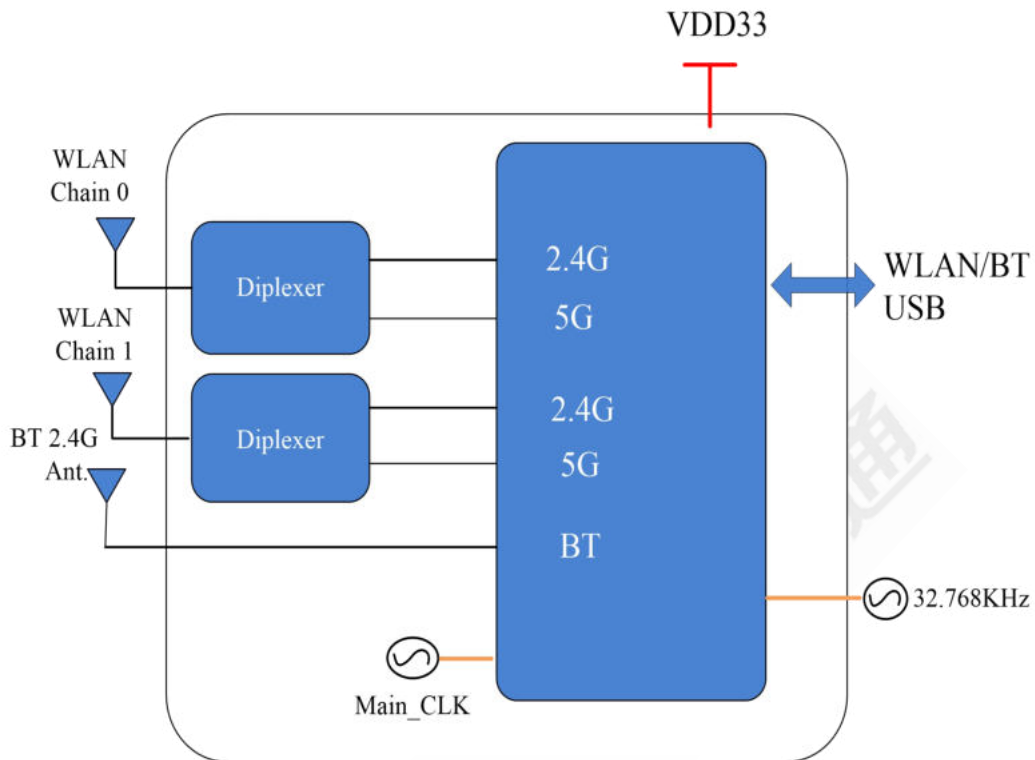 VDD33
WLAN
Chain 0
Diplexer
2.4G
5G
WLAN/BT
USB
WLAN
Chain 1
Diplexer
2.4G
5G
BT 2.4G
Ant.
BT
通
32.768KHz
Main_CLK